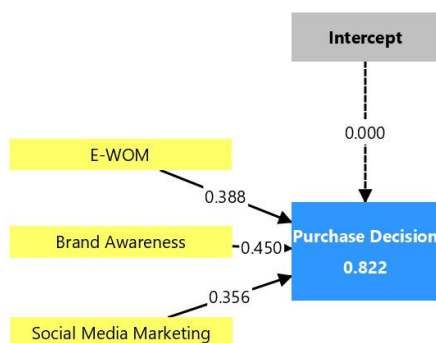 Intercept
0.000
E-WOM
0.388
Brand Awareness
0.450
Purchase Decision
0.822
0.356
Social Media Marketing